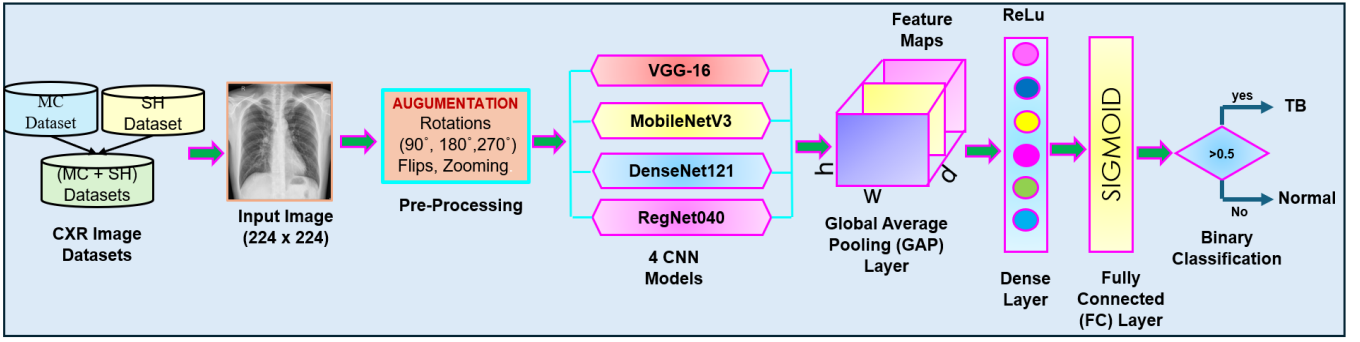 MC
Dataset
SH
Dataset
(MC + SH)
Datasets
CXR Image
Datasets
Input Image
(224 x 224)
AUGUMENTATION
Rotations
(90°, 180°,270°)
Flips, Zooming
Pre-Processing
VGG-16
MobileNetV3
DenseNet121
RegNet040
4 CNN
Models
Feature
Maps
h
W
d
Global Average
Pooling (GAP)
Layer
ReLu
Dense
Layer
SIGMOID
Fully
Connected
(FC) Layer
>0.5
yes
TB
No
Normal
Binary
Classification